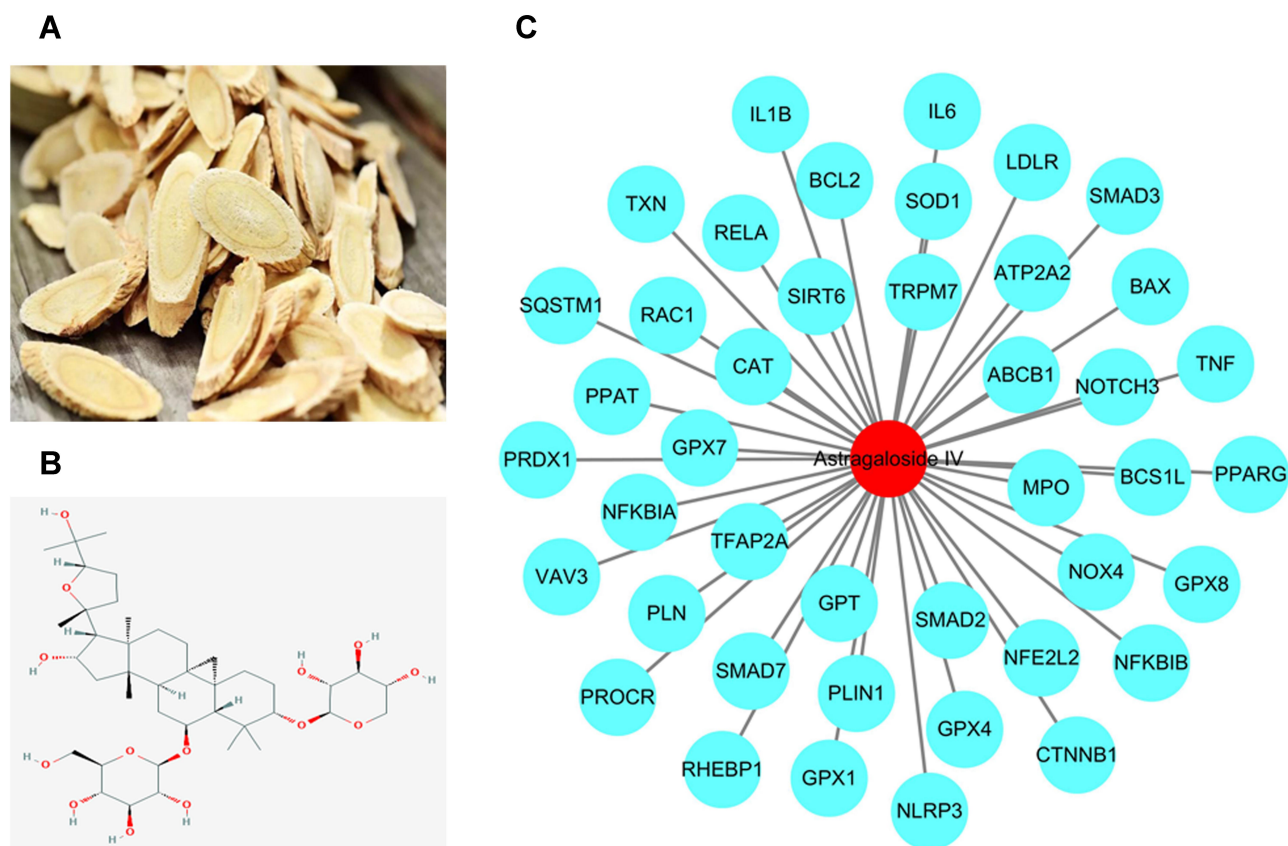 A
C
IL1B
IL6
LDLR
BCL2
SMAD3
TXN
SOD1
RELA
ATP2A2
BAX
SIRT6
TRPM7
SQSTM1
RAC1
TNF
CAT
ABCB1
NOTCH3
PPAT
GPX7
PRDX1
Astragaloside IV
PPARG
BCS1L
MPO
B
NFKBIA
TFAP2A
VAV3
NOX4
GPX8
GPT
PLN
SMAD2
NFE2L2
NFKBIB
SMAD7
PLIN1
PROCR
GPX4
CTNNB1
RHEBP1
GPX1
NLRP3
H O
H
O
H
H O
H
H
H
O
H
O
O H
O
O
O
O
H O
O
O
H
O
H
O
H